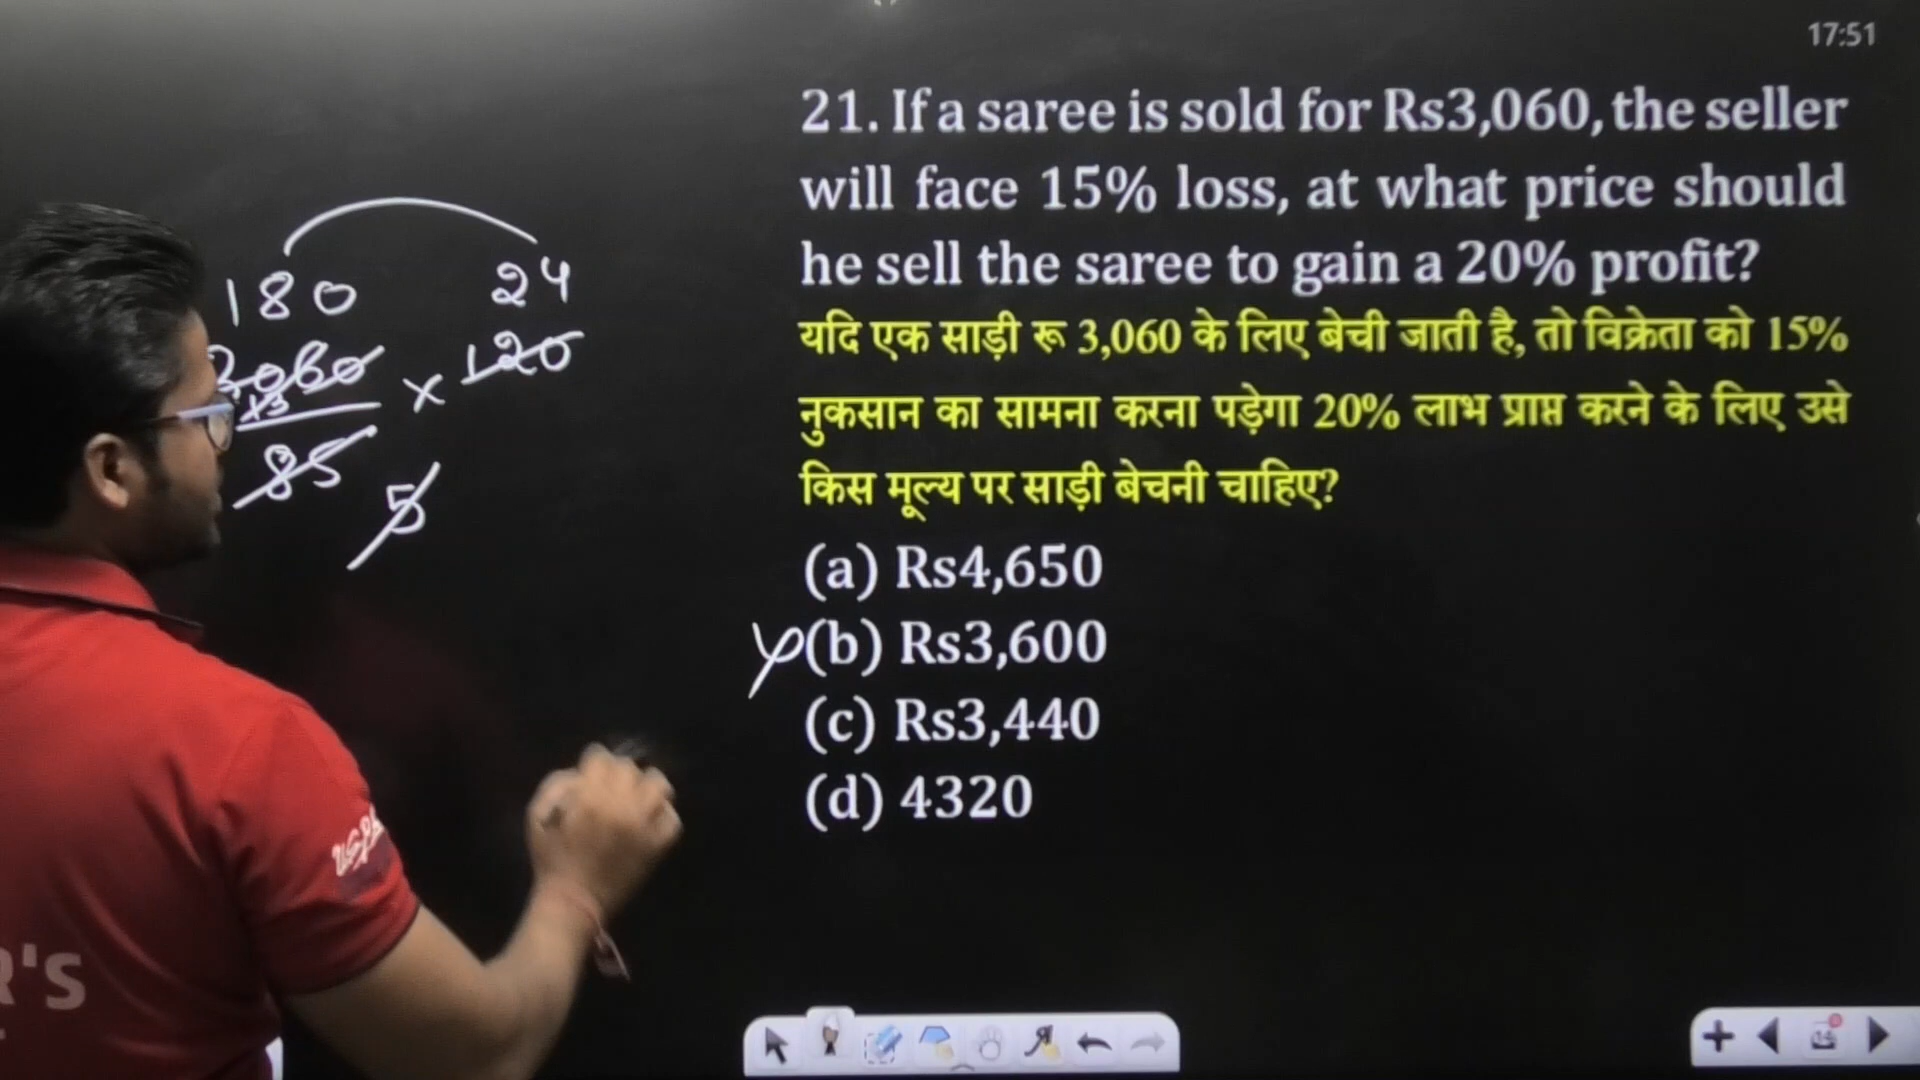 17:51
21. If a saree is sold for Rs3,060, the seller
will face 15% loss, at what price should
he sell the saree to gain a 20% profit?
यदि एक साड़ी रू 3,060 के लिए बेची जाती है, तो विक्रेता को 15%
नुकसान का सामना करना पड़ेगा 20% लाभ प्राप्त करने के लिए उसे
किस मूल्य पर साड़ी बेचनी चाहिए?
(a) Rs4,650
(b) Rs3,600
(c) Rs3,440
(d) 4320
180 24
3060 × 120
×3
85
5
R'S